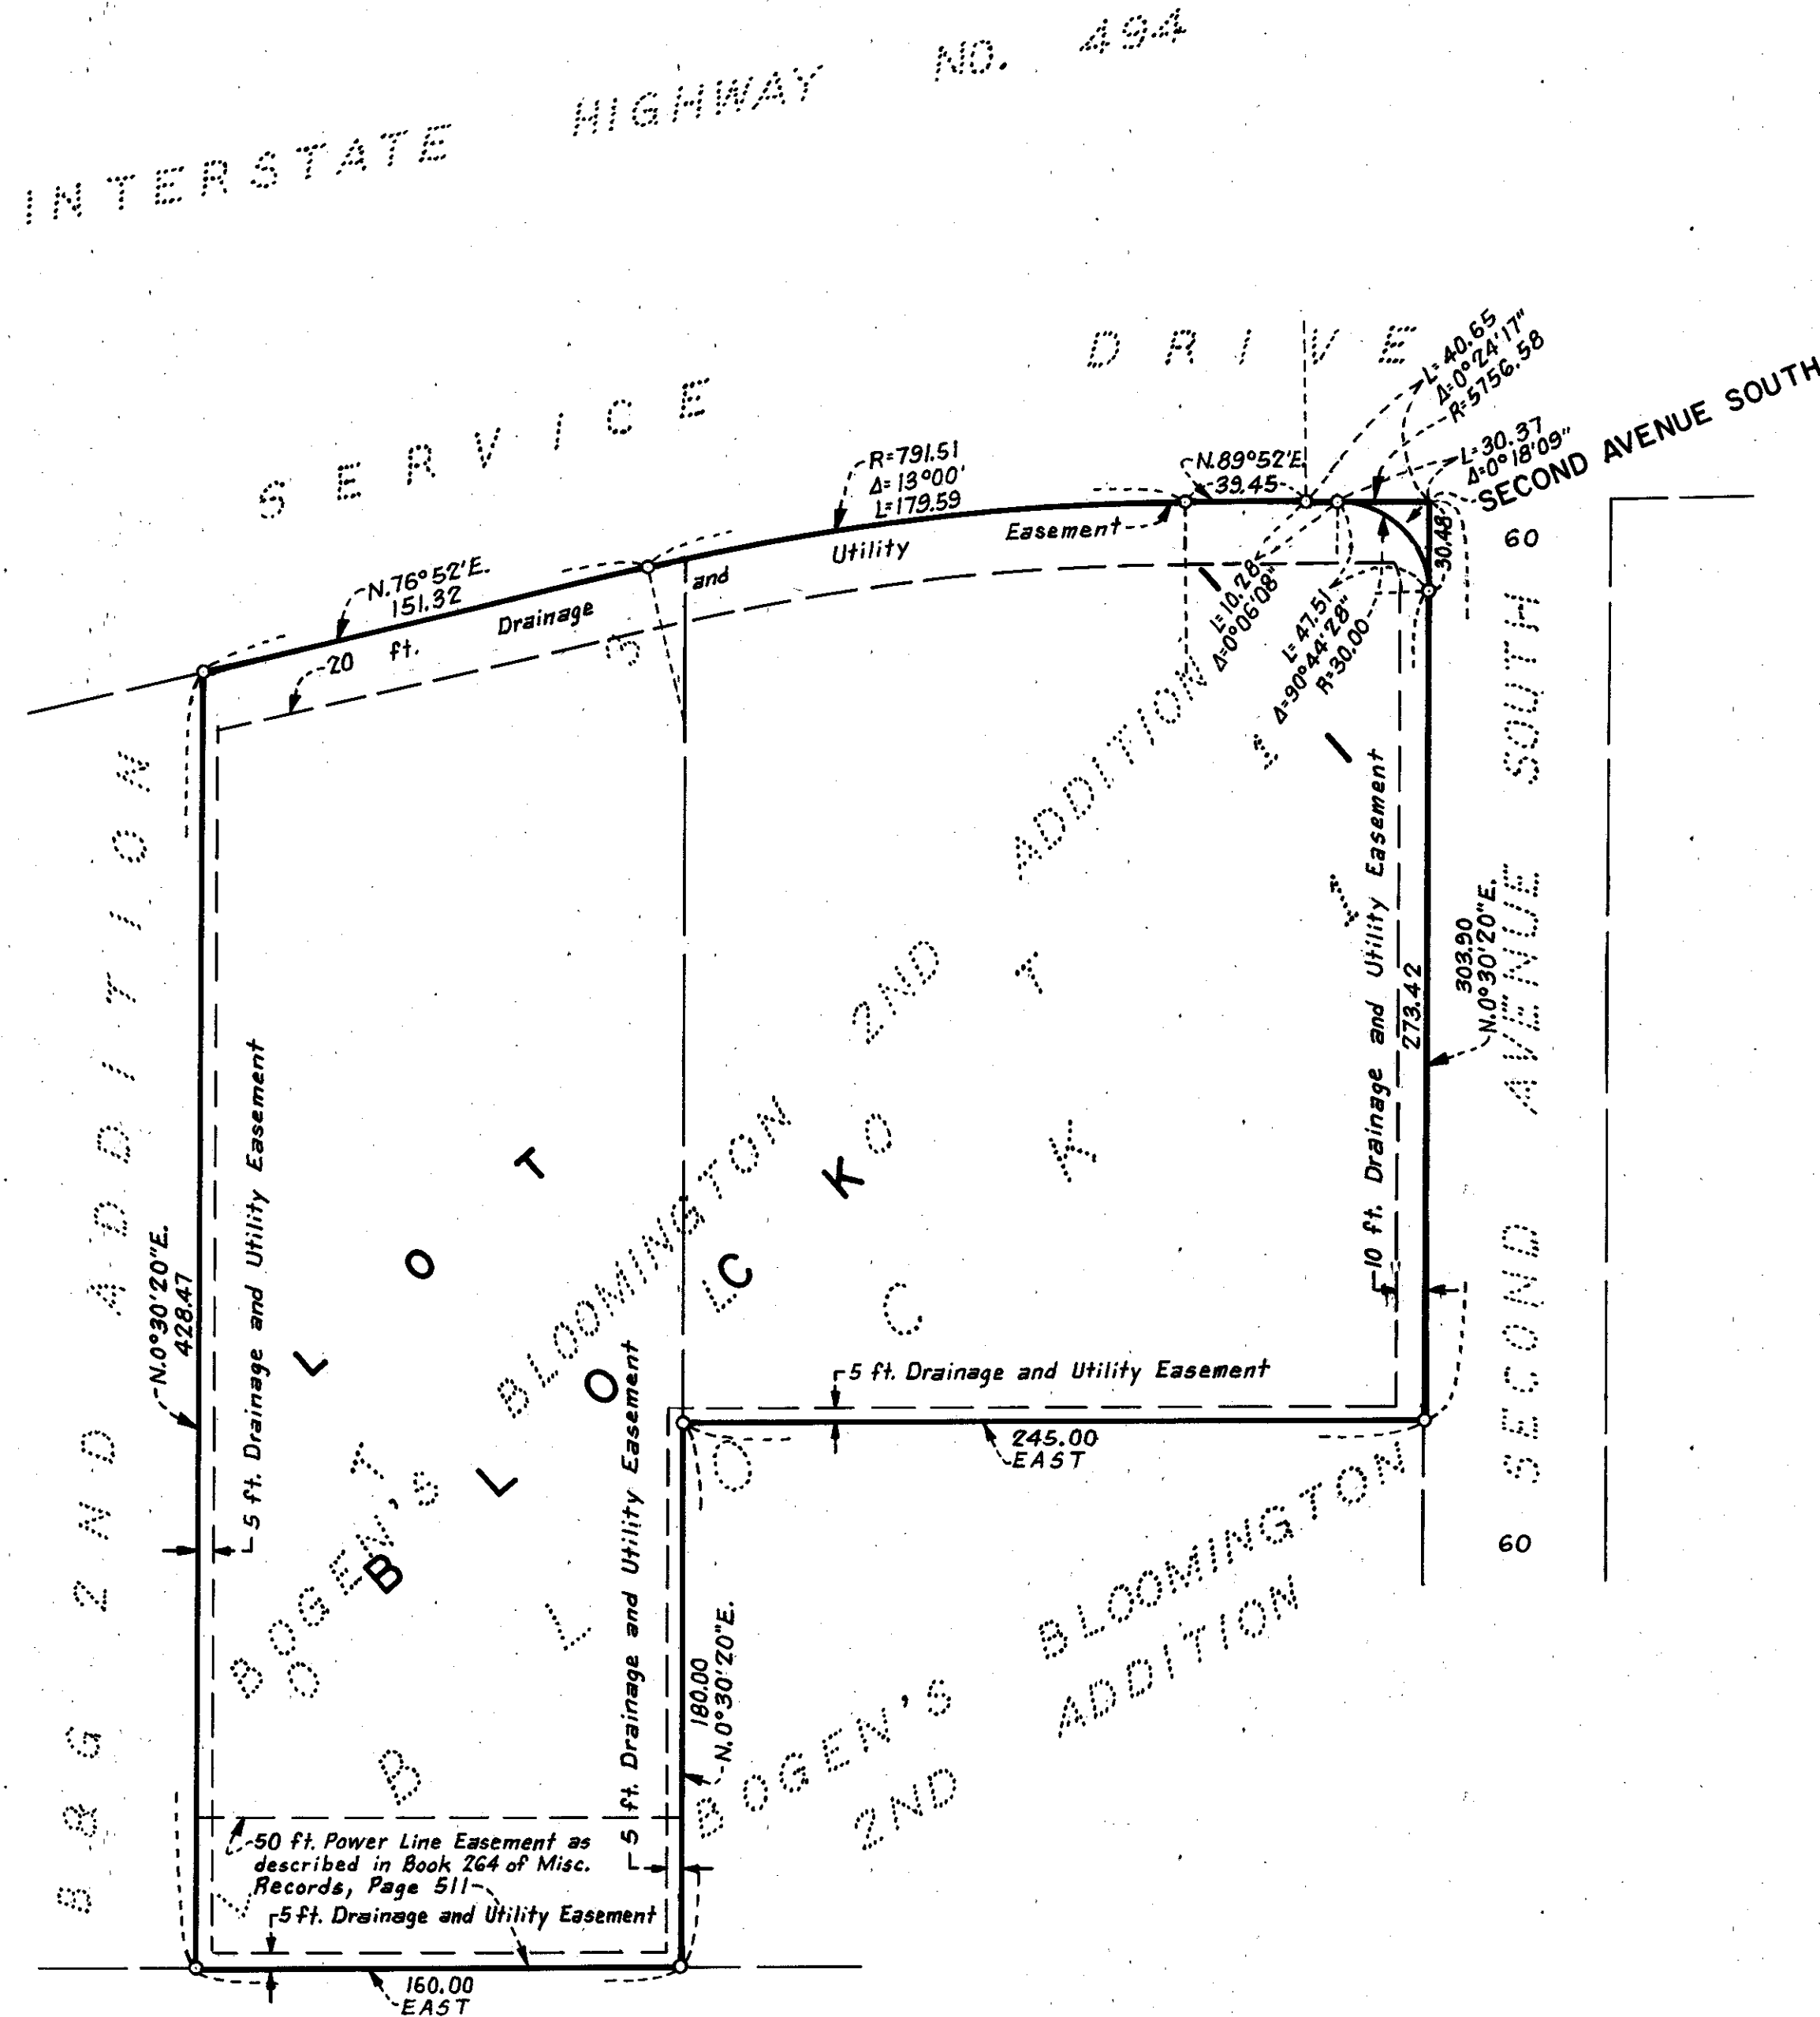 INTERSTATE HIGHWAY NO. 494
SERVICE DRIVE
L=40.65
Δ=0°24'17"
R=5756.58
L=30.37
Δ=0°18'09"
SECOND AVENUE SOUTH
R=791.51
Δ=13°00'
L=179.59
N.89°52'E.
39.45
30.48
60
N.76°52'E.
151.32
20 ft. Drainage and Utility Easement
L=10.28
Δ=0°06'08"
L=47.51
Δ=90°44'28"
R=30.00
3
10 ft. Drainage and Utility Easement
273.42
303.90
N.0°30'20"E.
SECOND AVENUE SOUTH
60
B&G 2ND ADDITION
N.0°30'20"E.
428.47
5 ft. Drainage and Utility Easement
LOT 1
BLOCK 1
BOGEN'S BLOOMINGTON 2ND ADDITION
LOT
BLOCK 1
5 ft. Drainage and Utility Easement
245.00
EAST
5 ft. Drainage and Utility Easement
180.00
N.0°30'20"E.
BOGEN'S BLOOMINGTON
2ND ADDITION
50 ft. Power Line Easement as
described in Book 264 of Misc.
Records, Page 511
5 ft. Drainage and Utility Easement
160.00
EAST